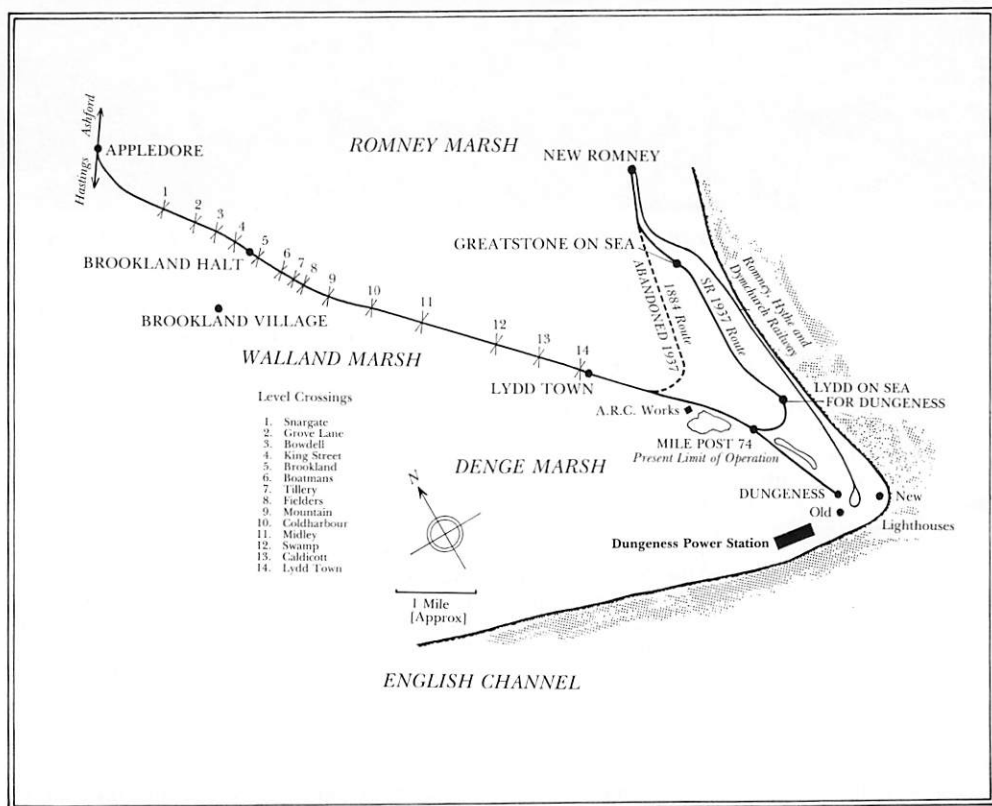 Ashford
Hastings
APPLEDORE
ROMNEY MARSH
NEW ROMNEY
1
2
3
4
5
6
7
8
9
10
11
12
13
14
BROOKLAND HALT
BROOKLAND VILLAGE
WALLAND MARSH
GREATSTONE ON SEA
1884 Route
ABANDONED 1937
SR 1937 Route
Romney, Hythe and
Dymchurch Railway
LYDD TOWN
A.R.C. Works
LYDD ON SEA
FOR DUNGENESS
MILE POST 74
Present Limit of Operation
DENGE MARSH
DUNGENESS
Old
New
Lighthouses
Dungeness Power Station
Level Crossings
1. Snargate
2. Grove Lane
3. Bowdell
4. King Street
5. Brookland
6. Boatmans
7. Tillery
8. Fielders
9. Mountain
10. Coldharbour
11. Midley
12. Swamp
13. Caldicott
14. Lydd Town
N
1 Mile
[Approx]
ENGLISH CHANNEL